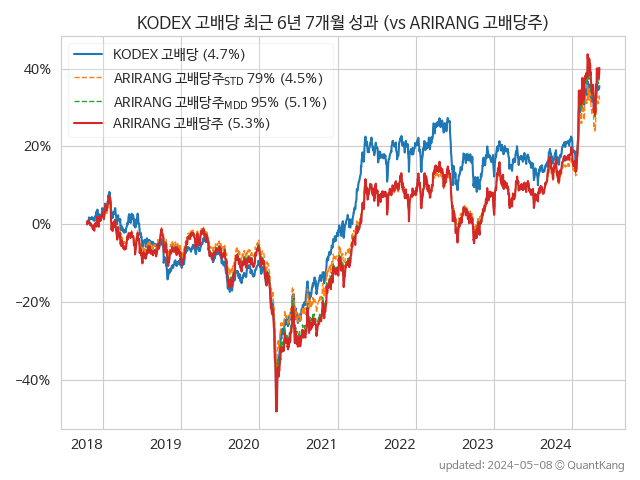 KODEX 고배당 최근 6년 7개월 성과 (vs ARIRANG 고배당주)
KODEX 고배당 (4.7%)
ARIRANG 고배당주STD 79% (4.5%)
ARIRANG 고배당주MDD 95% (5.1%)
ARIRANG 고배당주 (5.3%)
40%
20%
0%
−20%
−40%
2018 2019 2020 2021 2022 2023 2024
updated: 2024-05-08 © QuantKang